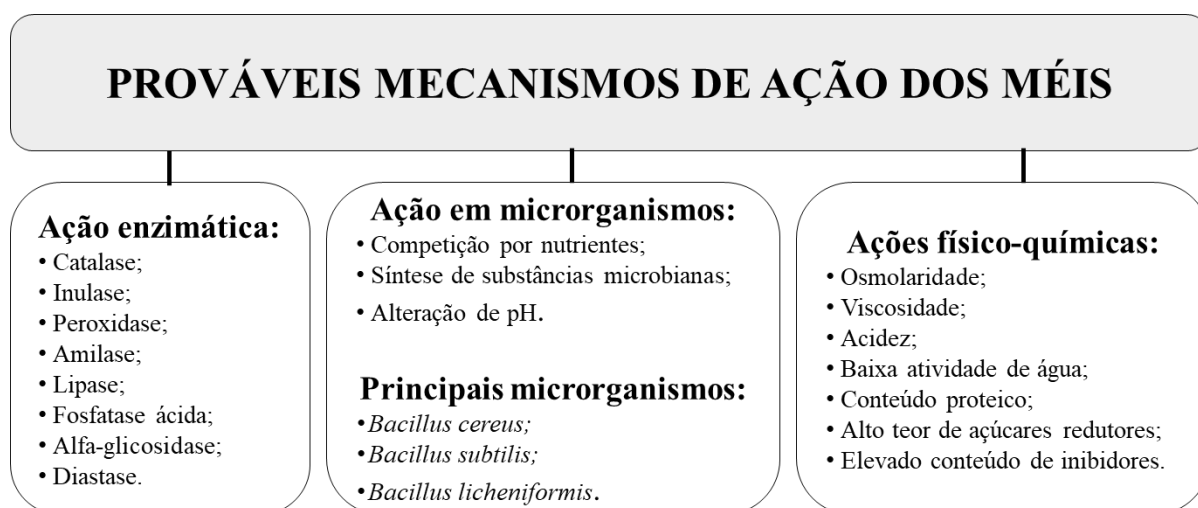 PROVÁVEIS MECANISMOS DE AÇÃO DOS MÉIS
Ação enzimática:
• Catalase;
• Inulase;
• Peroxidase;
• Amilase;
• Lipase;
• Fosfatase ácida;
• Alfa-glicosidase;
• Diastase.
Ação em microrganismos:
• Competição por nutrientes;
• Síntese de substâncias microbianas;
• Alteração de pH.
Principais microrganismos:
• Bacillus cereus;
• Bacillus subtilis;
• Bacillus licheniformis.
Ações físico-químicas:
• Osmolaridade;
• Viscosidade;
• Acidez;
• Baixa atividade de água;
• Conteúdo proteico;
• Alto teor de açúcares redutores;
• Elevado conteúdo de inibidores.